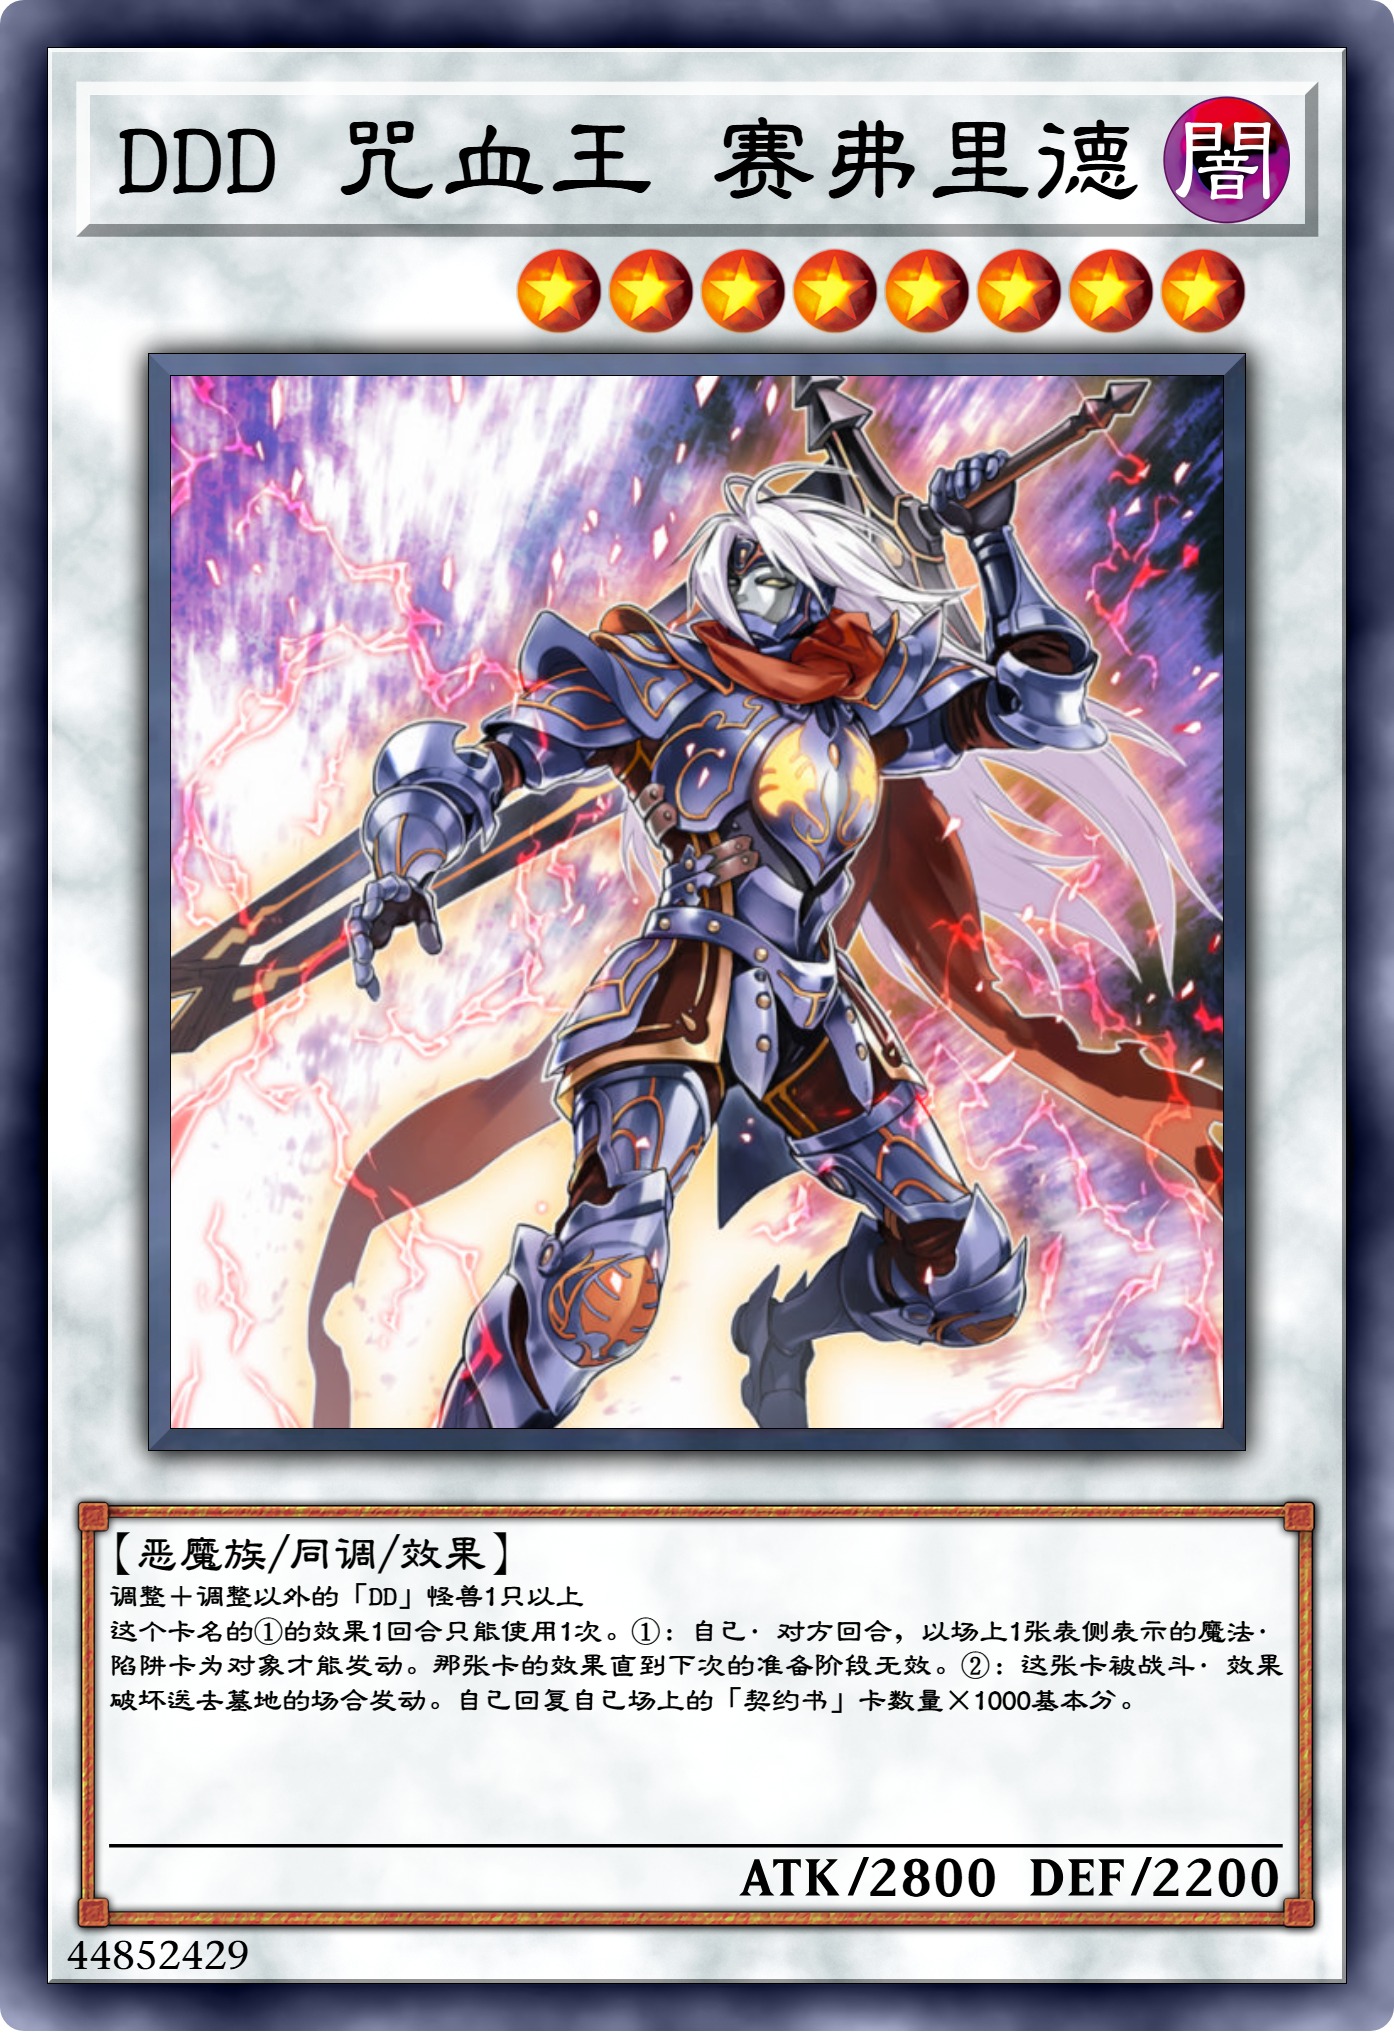 DDD 咒血王 赛弗里德 闇
【恶魔族/同调/效果】
调整＋调整以外的「DD」怪兽1只以上
这个卡名的①的效果1回合只能使用1次。①：自己·对方回合，以场上1张表侧表示的魔法·
陷阱卡为对象才能发动。那张卡的效果直到下次的准备阶段无效。②：这张卡被战斗·效果
破坏送去墓地的场合发动。自己回复自己场上的「契约书」卡数量×1000基本分。
ATK/2800 DEF/2200
44852429